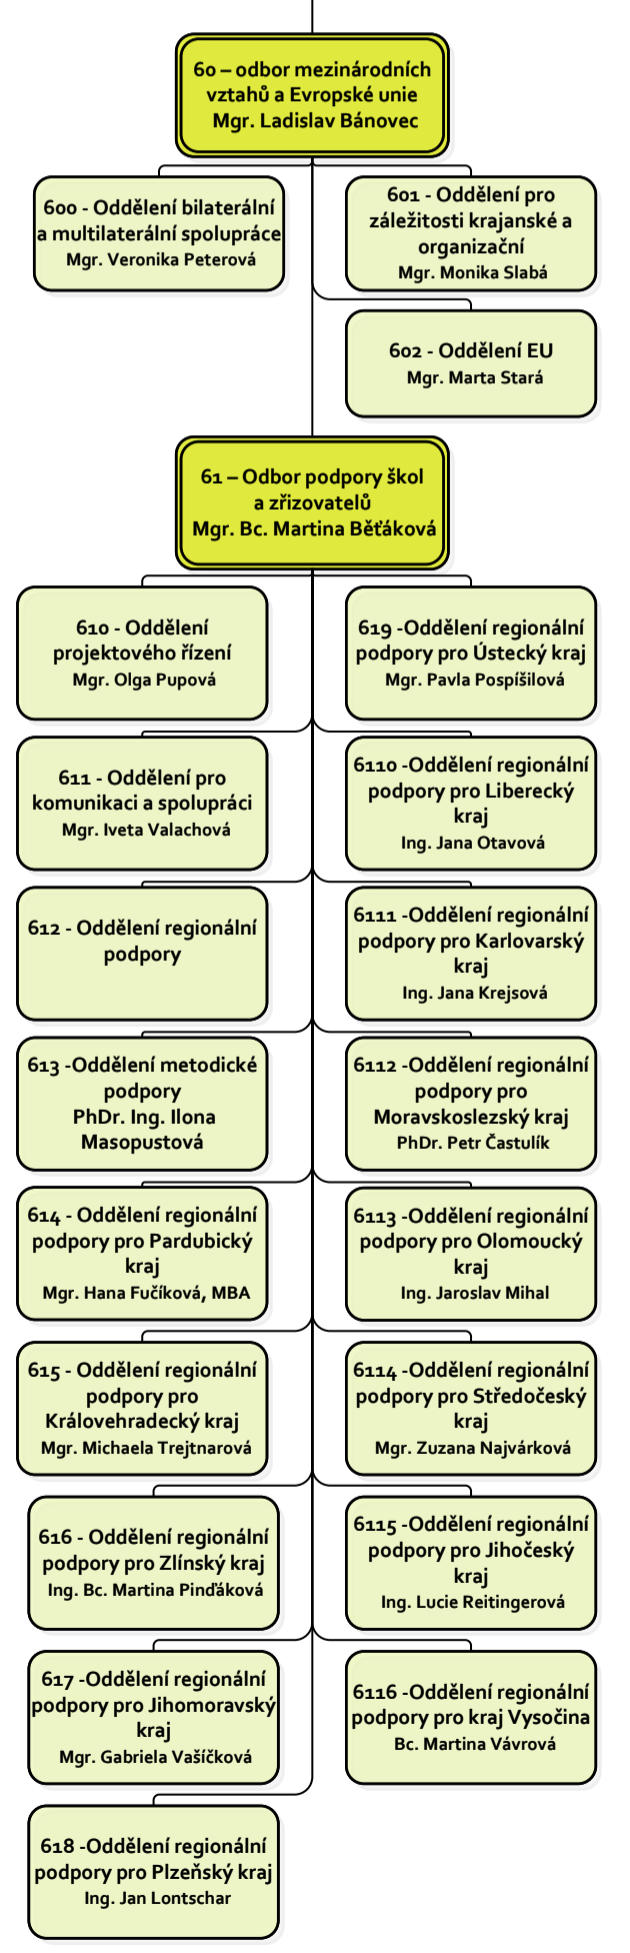 60 – odbor mezinárodních
vztahů a Evropské unie
Mgr. Ladislav Bánovec
600 - Oddělení bilaterální
a multilaterální spolupráce
Mgr. Veronika Peterová
601 - Oddělení pro
záležitosti krajanské a
organizační
Mgr. Monika Slabá
602 - Oddělení EU
Mgr. Marta Stará
61 – Odbor podpory škol
a zřizovatelů
Mgr. Bc. Martina Běťáková
610 - Oddělení
projektového řízení
Mgr. Olga Pupová
619 -Oddělení regionální
podpory pro Ústecký kraj
Mgr. Pavla Pospíšilová
611 - Oddělení pro
komunikaci a spolupráci
Mgr. Iveta Valachová
6110 -Oddělení regionální
podpory pro Liberecký
kraj
Ing. Jana Otavová
612 - Oddělení regionální
podpory
6111 -Oddělení regionální
podpory pro Karlovarský
kraj
Ing. Jana Krejsová
613 -Oddělení metodické
podpory
PhDr. Ing. Ilona
Masopustová
6112 -Oddělení regionální
podpory pro
Moravskoslezský kraj
PhDr. Petr Častulík
614 - Oddělení regionální
podpory pro Pardubický
kraj
Mgr. Hana Fučíková, MBA
6113 -Oddělení regionální
podpory pro Olomoucký
kraj
Ing. Jaroslav Mihal
615 - Oddělení regionální
podpory pro
Královehradecký kraj
Mgr. Michaela Trejtnarová
6114 -Oddělení regionální
podpory pro Středočeský
kraj
Mgr. Zuzana Najvárková
616 - Oddělení regionální
podpory pro Zlínský kraj
Ing. Bc. Martina Pinďáková
6115 -Oddělení regionální
podpory pro Jihočeský
kraj
Ing. Lucie Reitingerová
617 -Oddělení regionální
podpory pro Jihomoravský
kraj
Mgr. Gabriela Vašíčková
6116 -Oddělení regionální
podpory pro kraj Vysočina
Bc. Martina Vávrová
618 -Oddělení regionální
podpory pro Plzeňský kraj
Ing. Jan Lontschar